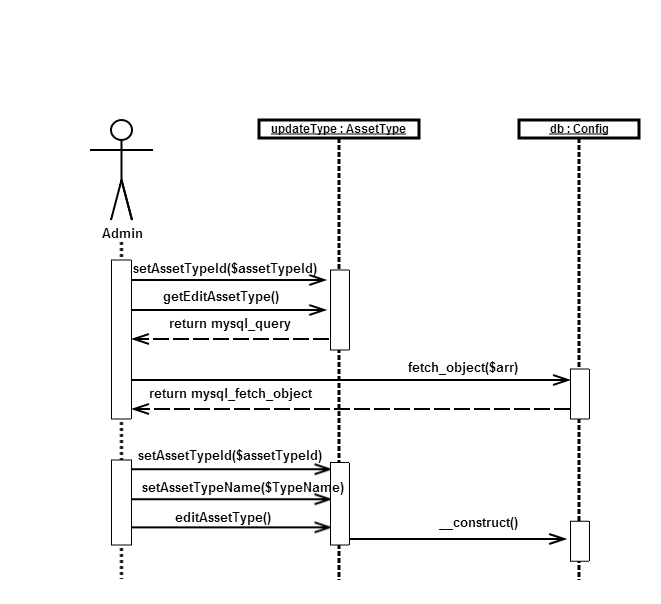 updateType : AssetType
db : Config
Admin
setAssetTypeId($assetTypeId)
getEditAssetType()
return mysql_query
fetch_object($arr)
return mysql_fetch_object
setAssetTypeId($assetTypeId)
setAssetTypeName($TypeName)
editAssetType()
__construct()